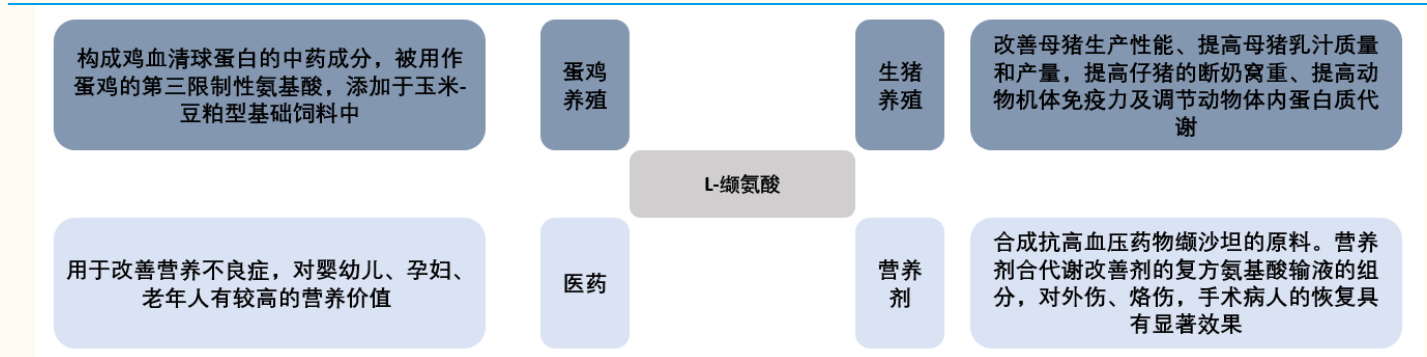 构成鸡血清球蛋白的中药成分，被用作
蛋鸡的第三限制性氨基酸，添加于玉米-
豆粕型基础饲料中
蛋鸡
养殖
生猪
养殖
改善母猪生产性能、提高母猪乳汁质量
和产量，提高仔猪的断奶窝重、提高动
物机体免疫力及调节动物体内蛋白质代
谢
L-缬氨酸
用于改善营养不良症，对婴幼儿、孕妇、
老年人有较高的营养价值
医药
营养
剂
合成抗高血压药物缬沙坦的原料。营养
剂合代谢改善剂的复方氨基酸输液的组
分，对外伤、烙伤，手术病人的恢复具
有显著效果